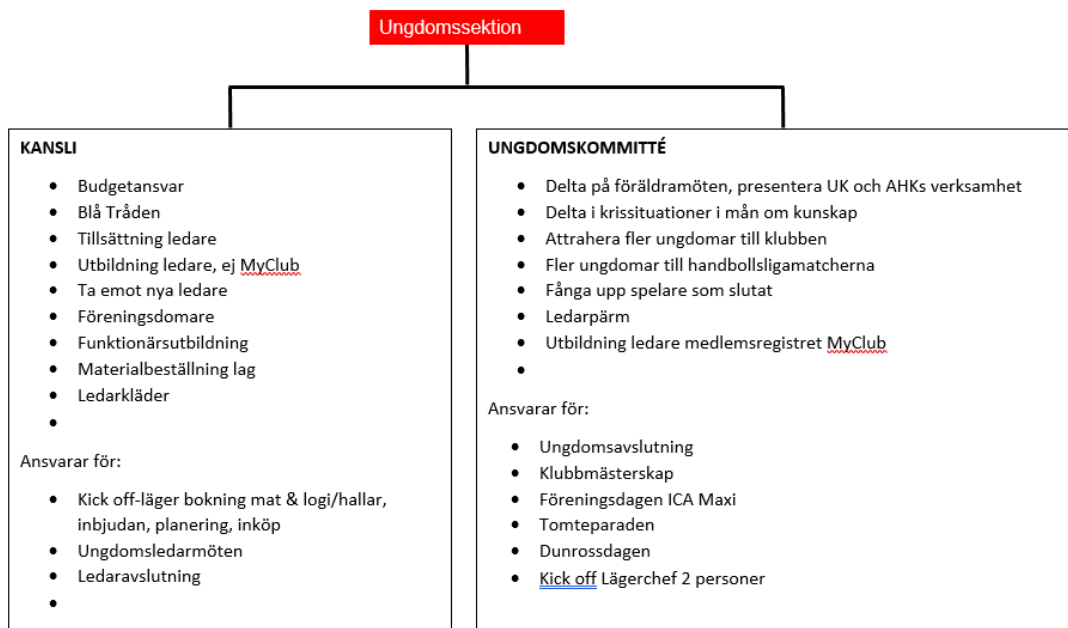 Ungdomssektion
KANSLI
• Budgetansvar
• Blå Tråden
• Tillsättning ledare
• Utbildning ledare, ej MyClub
• Ta emot nya ledare
• Föreningsdomare
• Funktionärsutbildning
• Materialbeställning lag
• Ledarkläder
•
Ansvarar för:
• Kick off-läger bokning mat & logi/hallar,
inbjudan, planering, inköp
• Ungdomsledarmöten
• Ledaravslutning
•
UNGDOMSKOMMITTÉ
• Delta på föräldramöten, presentera UK och AHKs verksamhet
• Delta i krissituationer i mån om kunskap
• Attrahera fler ungdomar till klubben
• Fler ungdomar till handbollsligamatcherna
• Fånga upp spelare som slutat
• Ledarpärm
• Utbildning ledare medlemsregistret MyClub
•
Ansvarar för:
• Ungdomsavslutning
• Klubbmästerskap
• Föreningsdagen ICA Maxi
• Tomteparaden
• Dunrossdagen
• Kick off Lägerchef 2 personer